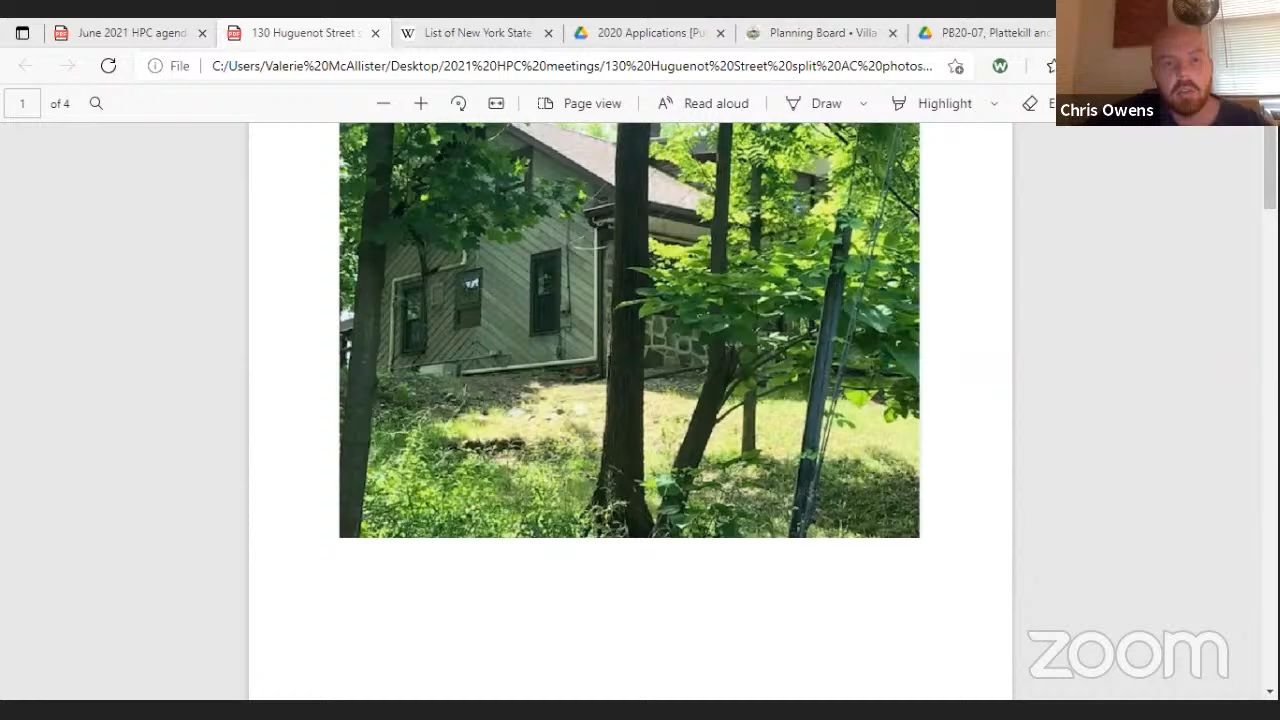 June 2021 HPC agend
130 Huguenot Street s
List of New York State
2020 Applications [Pu
Planning Board • Villa
PB20-07, Plattekill and
File
C:/Users/Valerie%20McAllister/Desktop/2021%20HPC%20meetings/130%20Huguenot%20Street%20split%20AC%20photos...
1
of 4
Page view
Read aloud
Draw
Highlight
E
Chris Owens
zoom